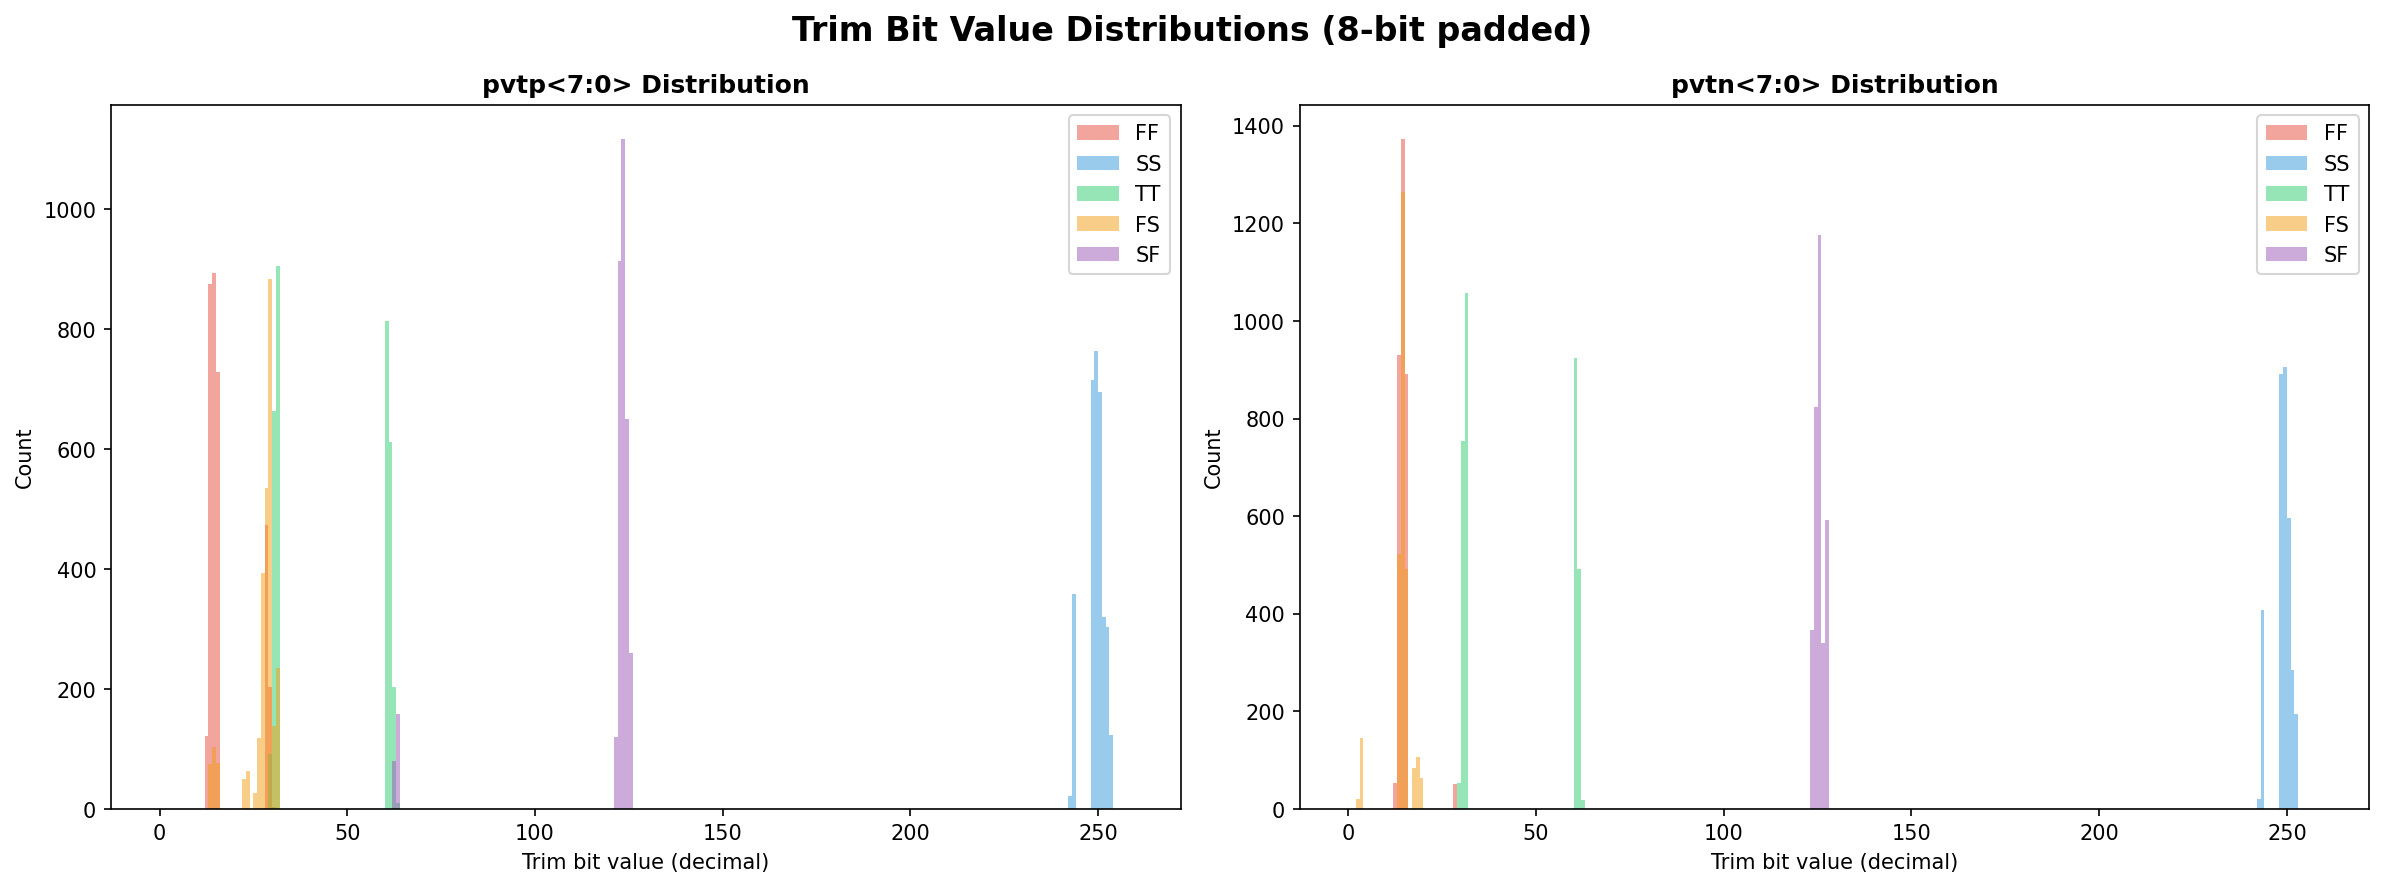 Trim Bit Value Distributions (8-bit padded)
pvtp<7:0> Distribution
1000
800
600
400
200
0
Count
0 50 100 150 200 250
Trim bit value (decimal)
FF
SS
TT
FS
SF
pvtn<7:0> Distribution
1400
1200
1000
800
600
400
200
0
Count
0 50 100 150 200 250
Trim bit value (decimal)
FF
SS
TT
FS
SF